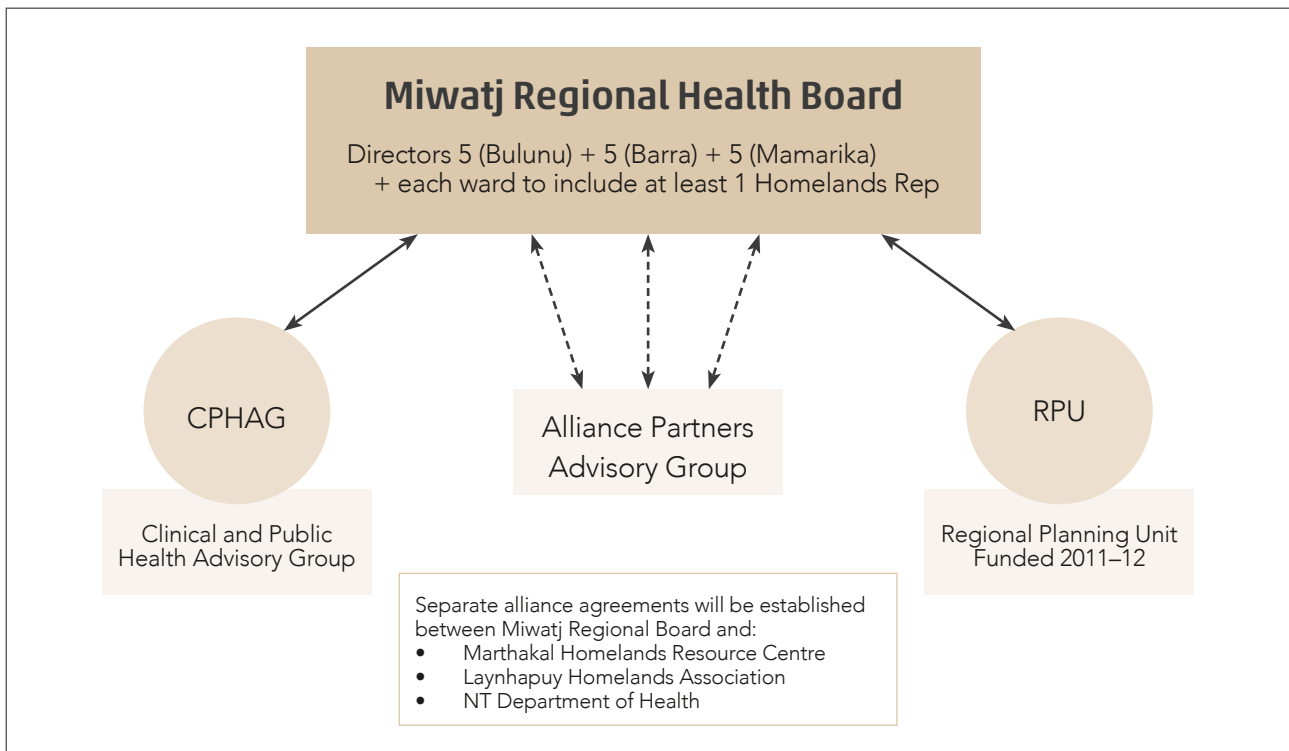 Miwatj Regional Health Board
Directors 5 (Bulunu) + 5 (Barra) + 5 (Mamarika)
+ each ward to include at least 1 Homelands Rep
CPHAG
Clinical and Public
Health Advisory Group
Alliance Partners
Advisory Group
RPU
Regional Planning Unit
Funded 2011–12
Separate alliance agreements will be established
between Miwatj Regional Board and:
• Marthakal Homelands Resource Centre
• Laynhapuy Homelands Association
• NT Department of Health